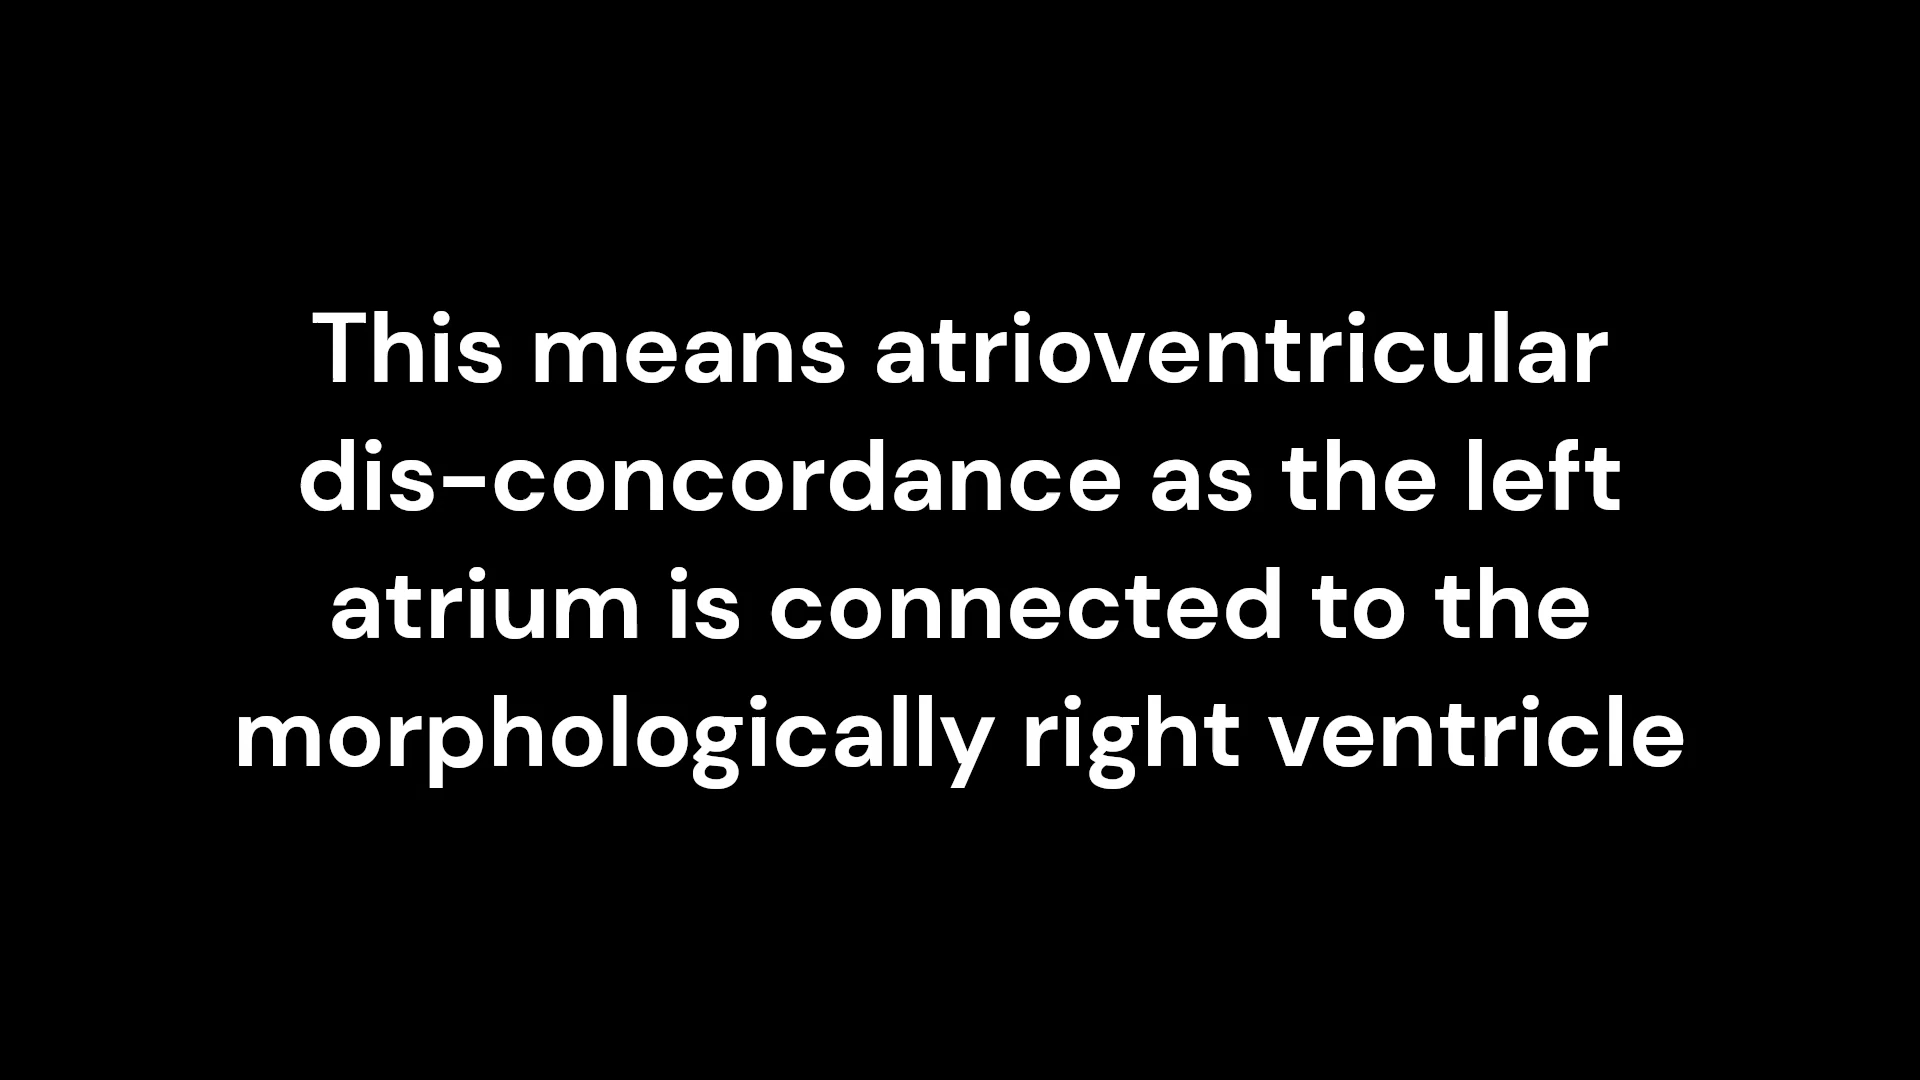 This means atrioventricular
dis-concordance as the left
atrium is connected to the
morphologically right ventricle